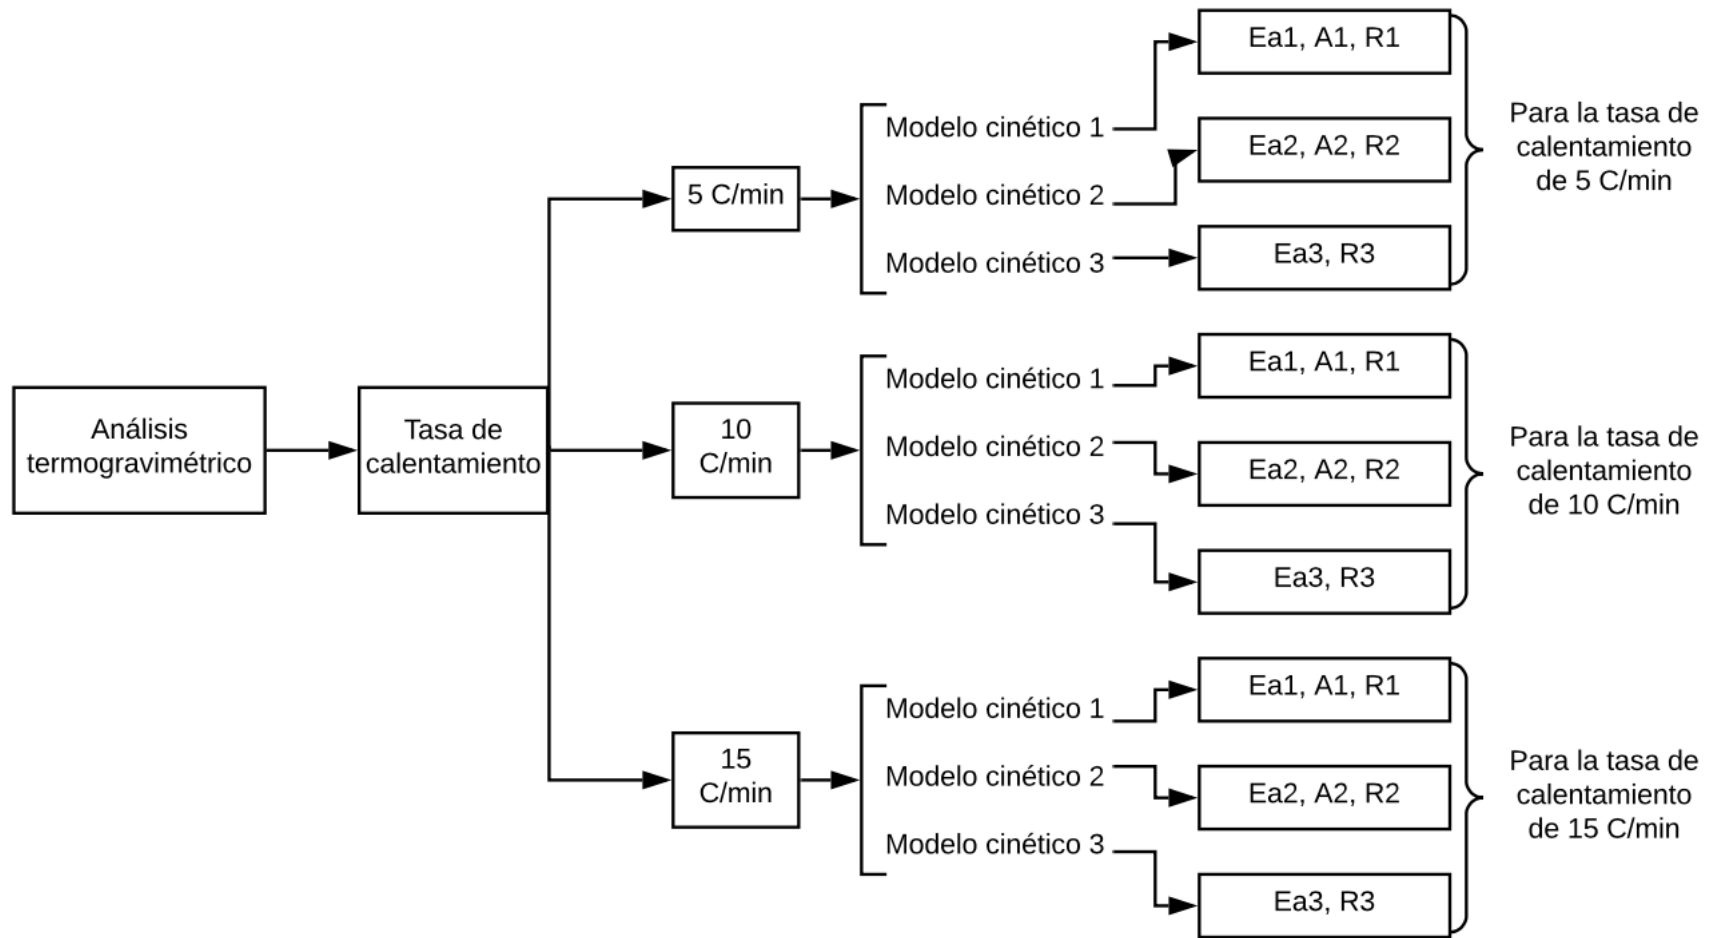 Análisis
termogravimétrico
Tasa de
calentamiento
5 C/min
Modelo cinético 1
Modelo cinético 2
Modelo cinético 3
Ea1, A1, R1
Ea2, A2, R2
Ea3, R3
Para la tasa de
calentamiento
de 5 C/min
10
C/min
Modelo cinético 1
Modelo cinético 2
Modelo cinético 3
Ea1, A1, R1
Ea2, A2, R2
Ea3, R3
Para la tasa de
calentamiento
de 10 C/min
15
C/min
Modelo cinético 1
Modelo cinético 2
Modelo cinético 3
Ea1, A1, R1
Ea2, A2, R2
Ea3, R3
Para la tasa de
calentamiento
de 15 C/min